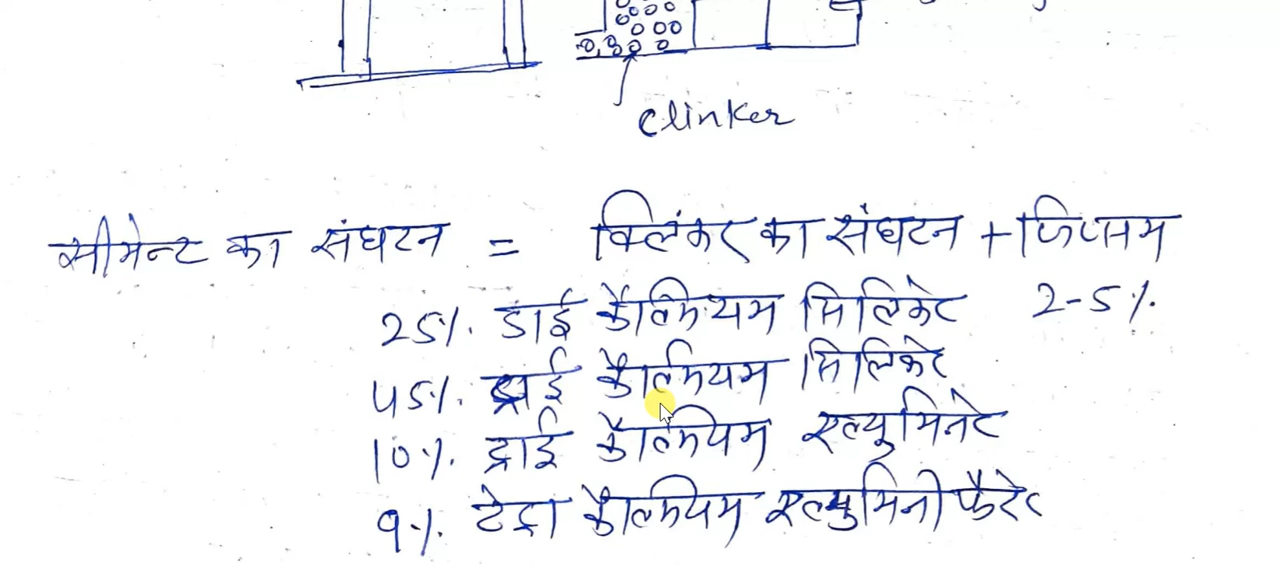 clinker
सीमेन्ट का संघटन = क्लिंकर का संघटन + जिप्सम
25%. डाई कैल्सियम सिलिकेट 2-5%.
45%. ट्राई कैल्सियम सिलिकेट
10%. ट्राई कैल्सियम एल्युमिनेट
9%. टेट्रा कैल्सियम एल्युमिनो फैरेट